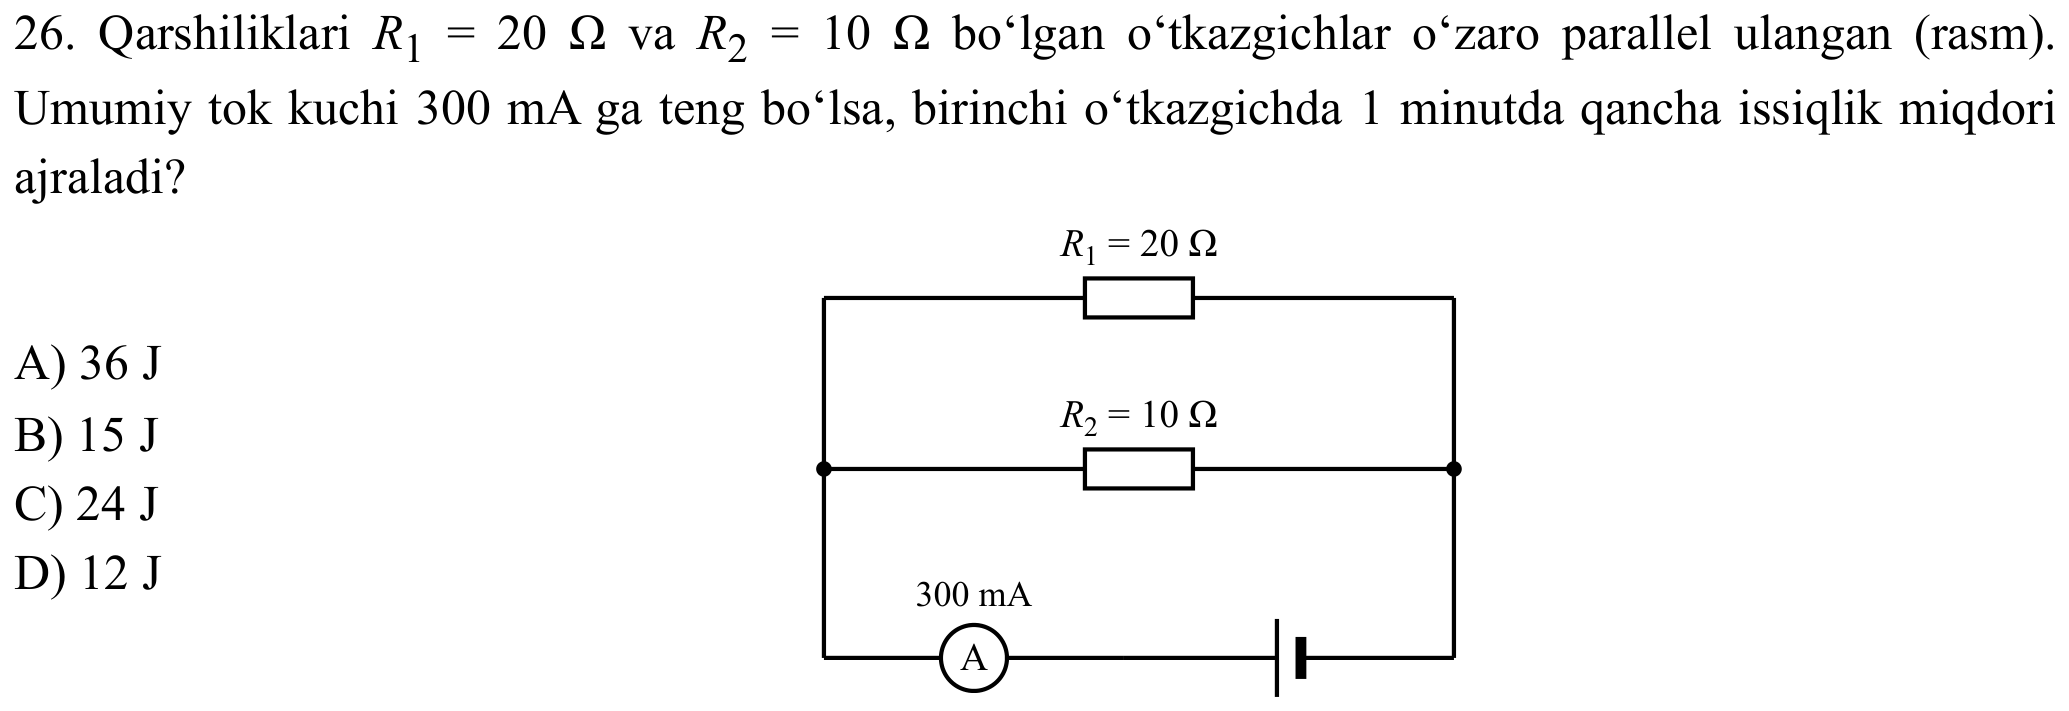 26. Qarshiliklari R₁ = 20 Ω va R₂ = 10 Ω bo‘lgan o‘tkazgichlar o‘zaro parallel ulangan (rasm).
Umumiy tok kuchi 300 mA ga teng bo‘lsa, birinchi o‘tkazgichda 1 minutda qancha issiqlik miqdori
ajraladi?
R₁ = 20 Ω
A) 36 J
R₂ = 10 Ω
B) 15 J
C) 24 J
D) 12 J
300 mA
A